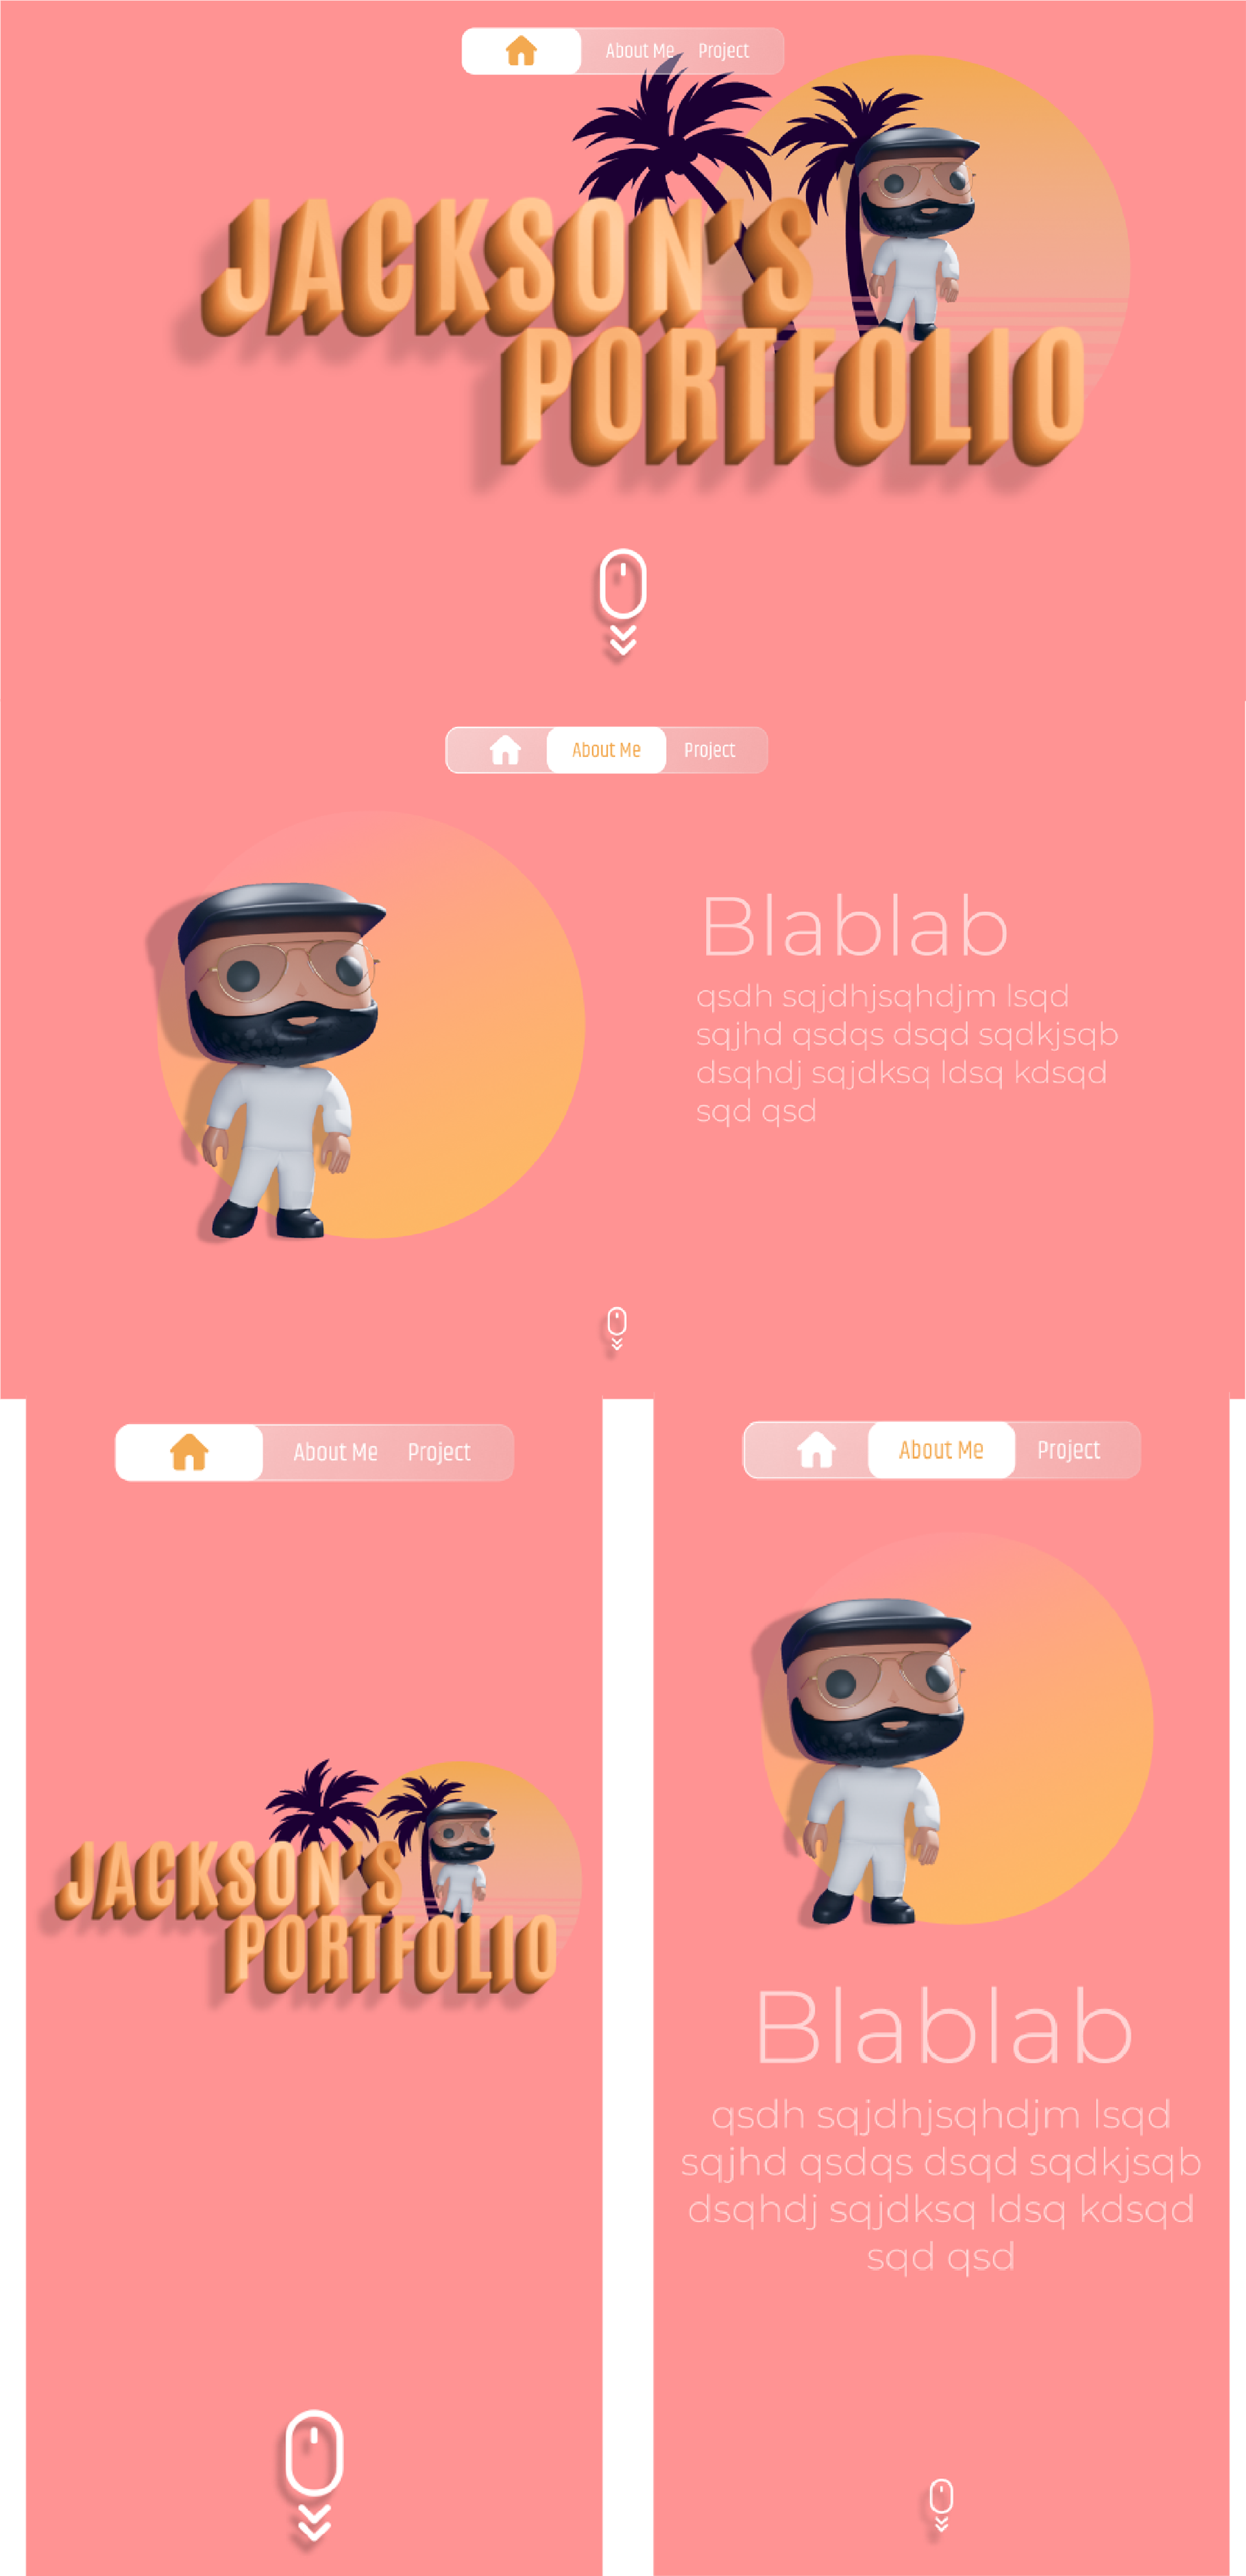 About Me Project
JACKSON'S
PORTFOLIO
About Me Project
Blablab
qsdh sqjdhjsqhdjm lsqd
sqjhd qsdqs dsqd sqdkjsqb
dsqhdj sqjdksq ldsq kdsqd
sqd qsd
About Me Project
JACKSON'S
PORTFOLIO
About Me Project
Blablab
qsdh sqjdhjsqhdjm lsqd
sqjhd qsdqs dsqd sqdkjsqb
dsqhdj sqjdksq ldsq kdsqd
sqd qsd